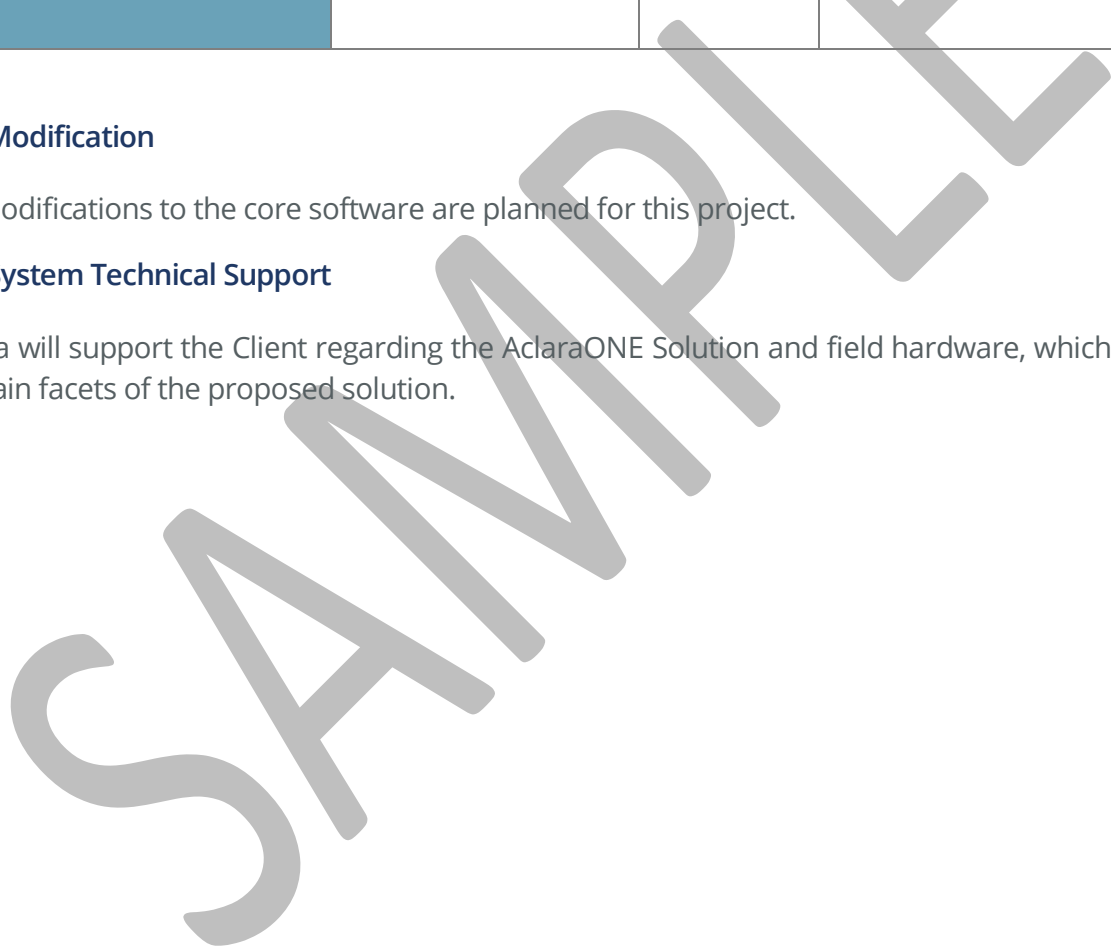 Modification
odifications to the core software are planned for this project.
ystem Technical Support
a will support the Client regarding the AclaraONE Solution and field hardware, which
ain facets of the proposed solution.
SAMPLE